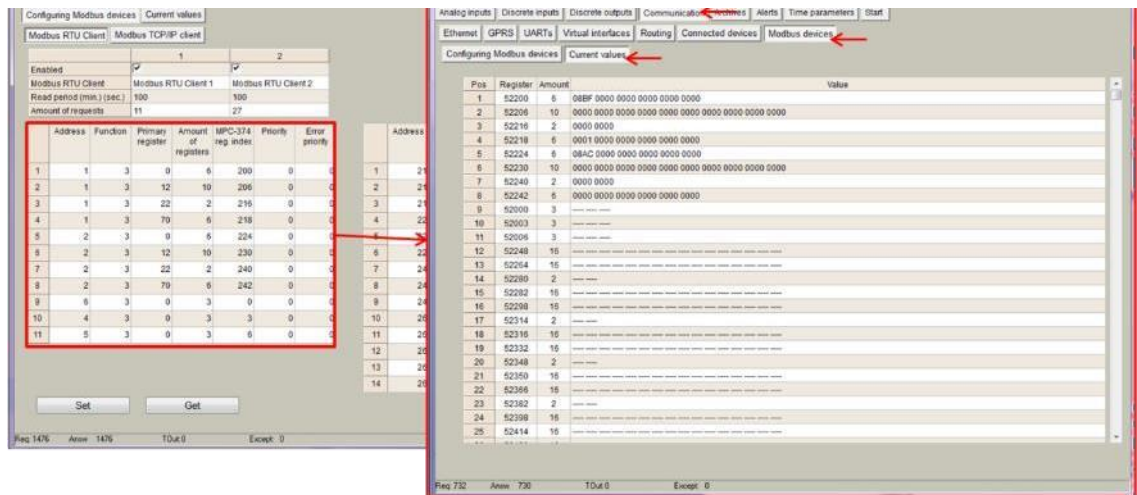 Configuring Modbus devices Current values
Modbus RTU Client Modbus TCP/IP client
1 2
Enabled
Modbus RTU Client Modbus RTU Client 1 Modbus RTU Client 2
Read period (min.) (sec.) 100 100
Amount of requests 11 27
Address Function Primary register Amount of registers MPC-374 reg. index Priority Error priority Address
1 1 3 0 6 200 0 0 1
2 1 3 12 10 206 0 0 2
3 1 3 22 2 216 0 0 3
4 1 3 70 6 218 0 0 4
5 2 3 0 6 224 0 0
6 2 3 12 10 230 0 0 6
7 2 3 22 2 240 0 0 7
8 2 3 70 6 242 0 0 8
9 6 3 0 3 0 0 0 9
10 4 3 0 3 3 0 0 10
11 5 3 0 3 6 0 0 11
12
13
14
Set Get
Req: 1476 Answ: 1476 TOut: 0 Except: 0
Analog inputs Discrete inputs Discrete outputs Communication Archives Alerts Time parameters Start
Ethernet GPRS UARTs Virtual interfaces Routing Connected devices Modbus devices
Configuring Modbus devices Current values
Pos Register Amount Value
1 52200 6 08BF 0000 0000 0000 0000 0000
2 52206 10 0000 0000 0000 0000 0000 0000 0000 0000 0000 0000
3 52216 2 0000 0000
4 52218 6 0001 0000 0000 0000 0000 0000
5 52224 6 08AC 0000 0000 0000 0000 0000
6 52230 10 0000 0000 0000 0000 0000 0000 0000 0000 0000 0000
7 52240 2 0000 0000
8 52242 6 0000 0000 0000 0000 0000 0000
9 52000 3 ---- ---- ----
10 52003 3 ---- ---- ----
11 52006 3 ---- ---- ----
12 52248 16 ---- ---- ---- ---- ---- ---- ---- ---- ---- ---- ---- ---- ---- ---- ---- ----
13 52264 16 ---- ---- ---- ---- ---- ---- ---- ---- ---- ---- ---- ---- ---- ---- ---- ----
14 52280 2 ---- ----
15 52282 16 ---- ---- ---- ---- ---- ---- ---- ---- ---- ---- ---- ---- ---- ---- ---- ----
16 52298 16 ---- ---- ---- ---- ---- ---- ---- ---- ---- ---- ---- ---- ---- ---- ---- ----
17 52314 2 ---- ----
18 52316 16 ---- ---- ---- ---- ---- ---- ---- ---- ---- ---- ---- ---- ---- ---- ---- ----
19 52332 16 ---- ---- ---- ---- ---- ---- ---- ---- ---- ---- ---- ---- ---- ---- ---- ----
20 52348 2 ---- ----
21 52350 16 ---- ---- ---- ---- ---- ---- ---- ---- ---- ---- ---- ---- ---- ---- ---- ----
22 52366 16 ---- ---- ---- ---- ---- ---- ---- ---- ---- ---- ---- ---- ---- ---- ---- ----
23 52382 2 ---- ----
24 52398 16 ---- ---- ---- ---- ---- ---- ---- ---- ---- ---- ---- ---- ---- ---- ---- ----
25 52414 16 ---- ---- ---- ---- ---- ---- ---- ---- ---- ---- ---- ---- ---- ---- ---- ----
Req: 732 Answ: 730 TOut: 0 Except: 0